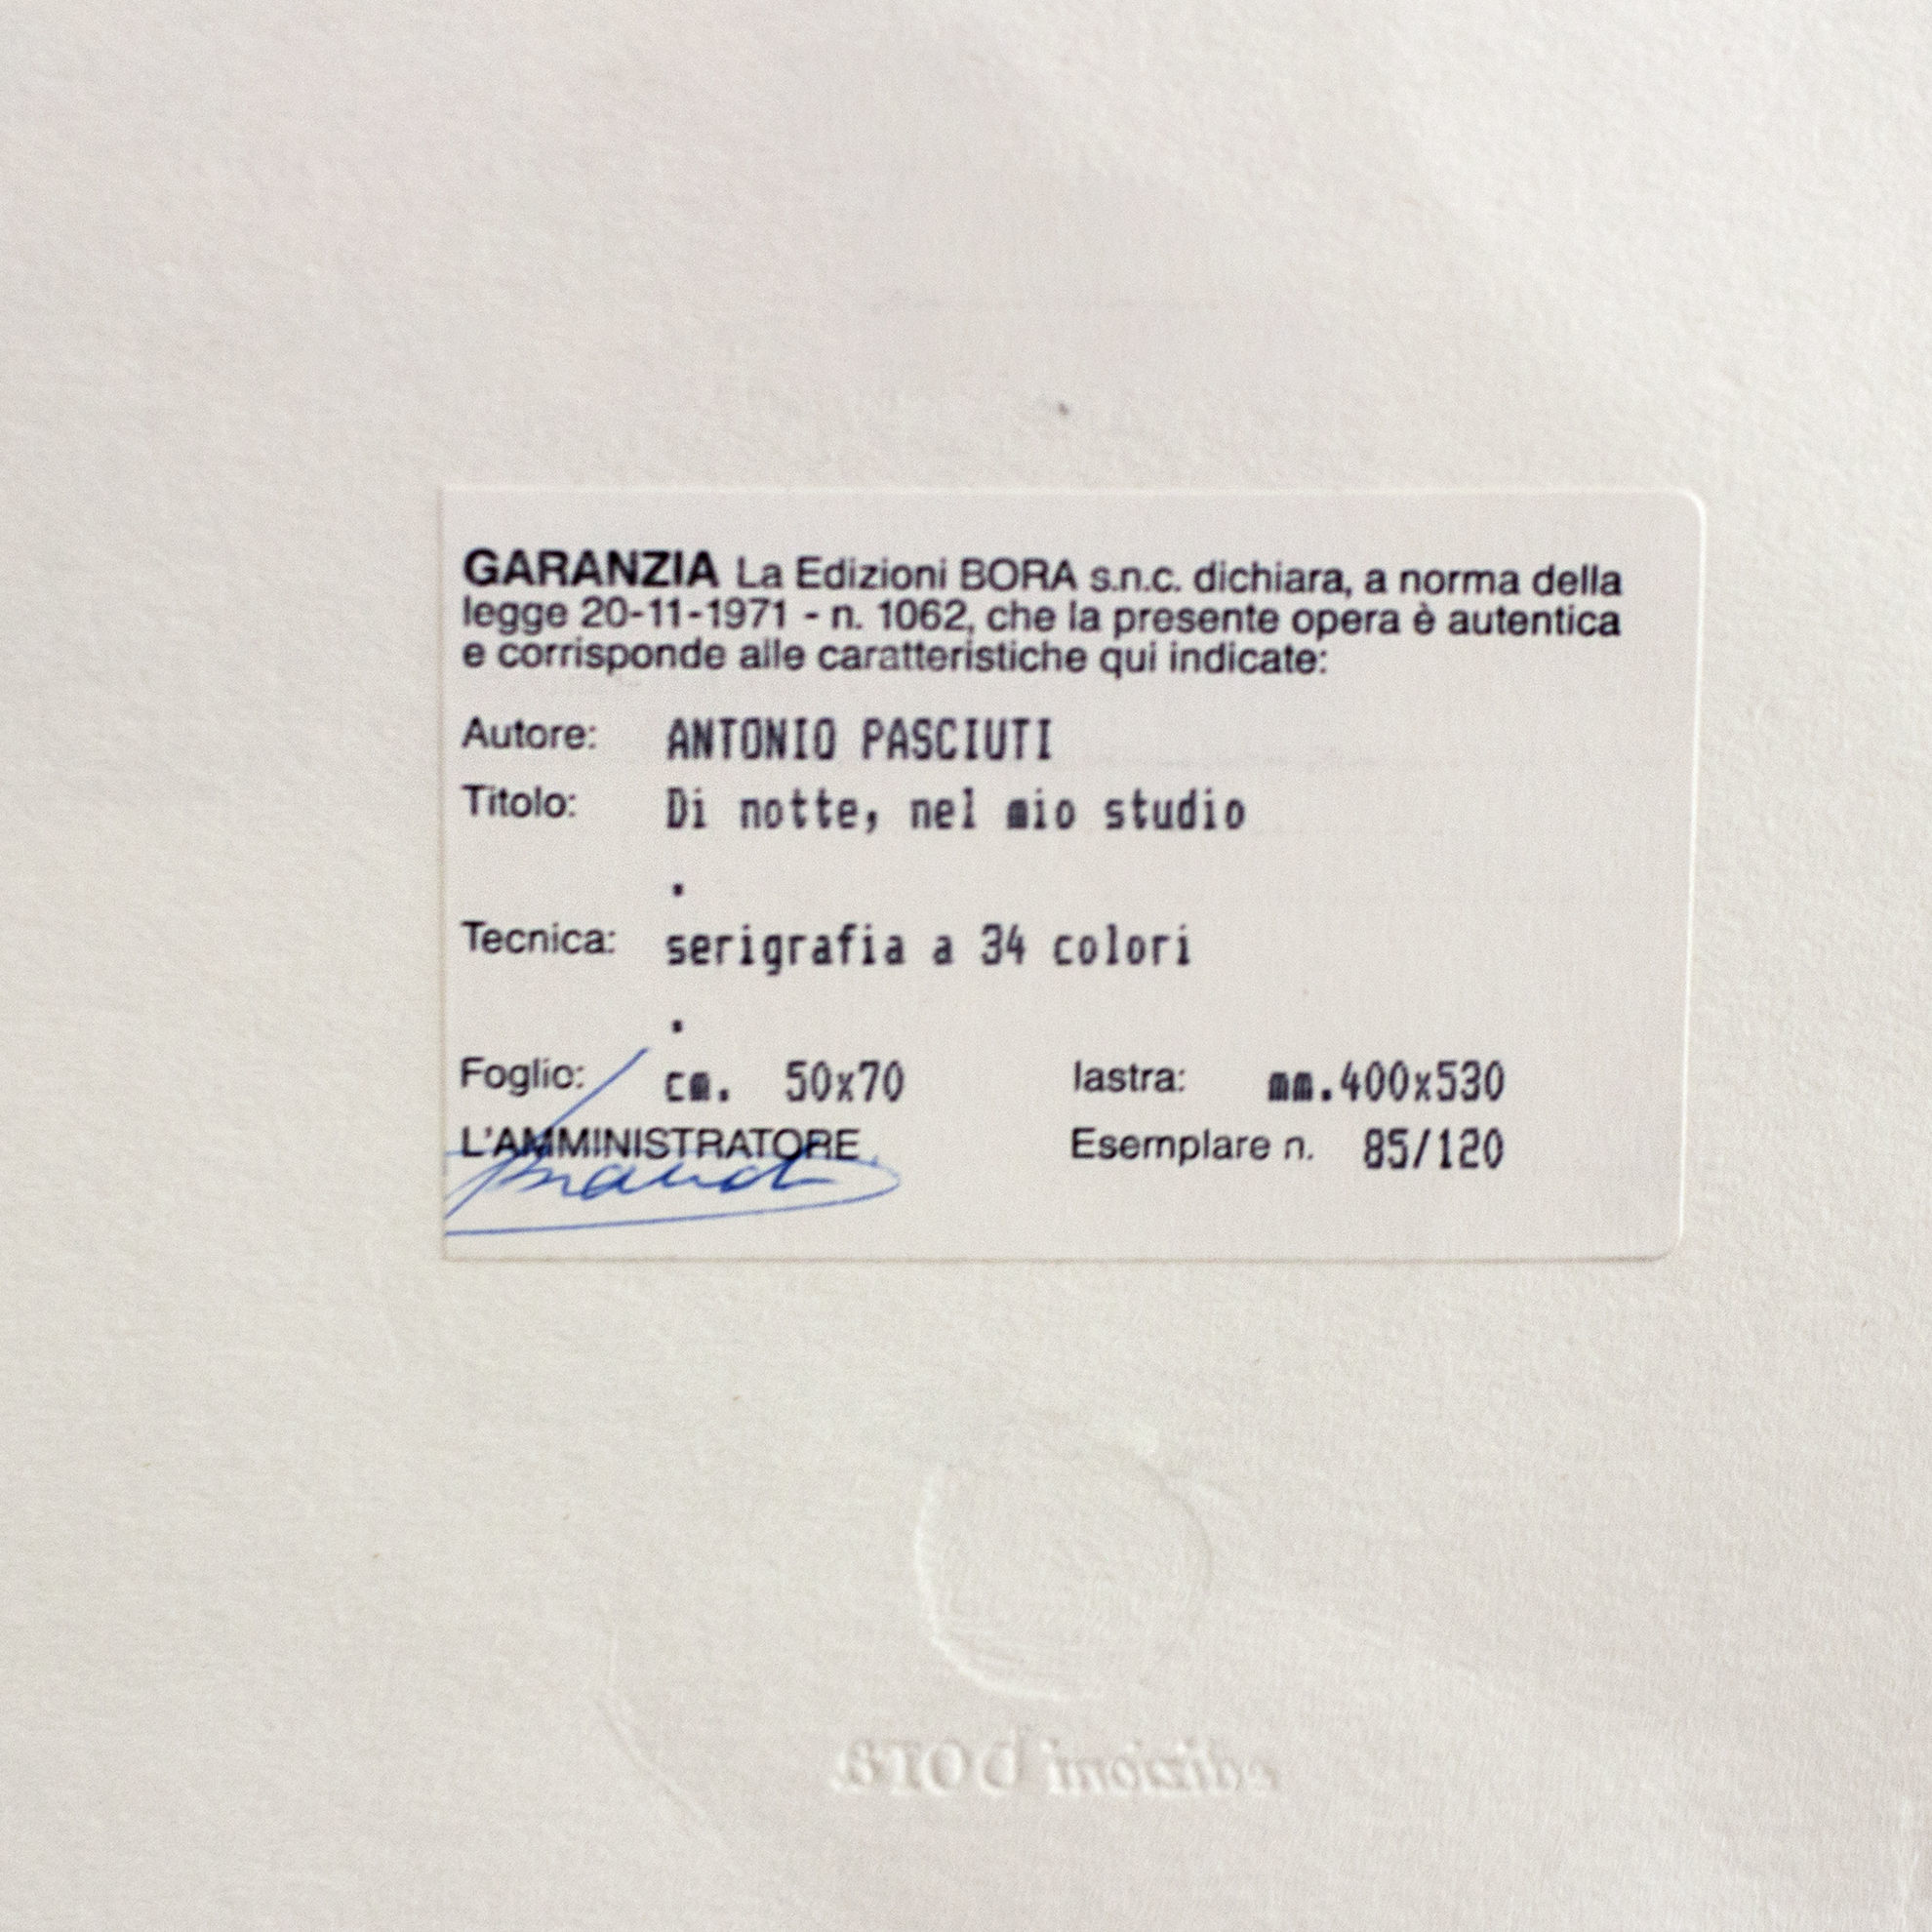 GARANZIA La Edizioni BORA s.n.c. dichiara, a norma della
legge 20-11-1971 - n. 1062, che la presente opera è autentica
e corrisponde alle caratteristiche qui indicate:
Autore: ANTONIO PASCIUTI
Titolo: Di notte, nel mio studio
.
Tecnica: serigrafia a 34 colori
.
Foglio: cm. 50x70 lastra: mm.400x530
L'AMMINISTRATORE Esemplare n. 85/120
edizioni bora